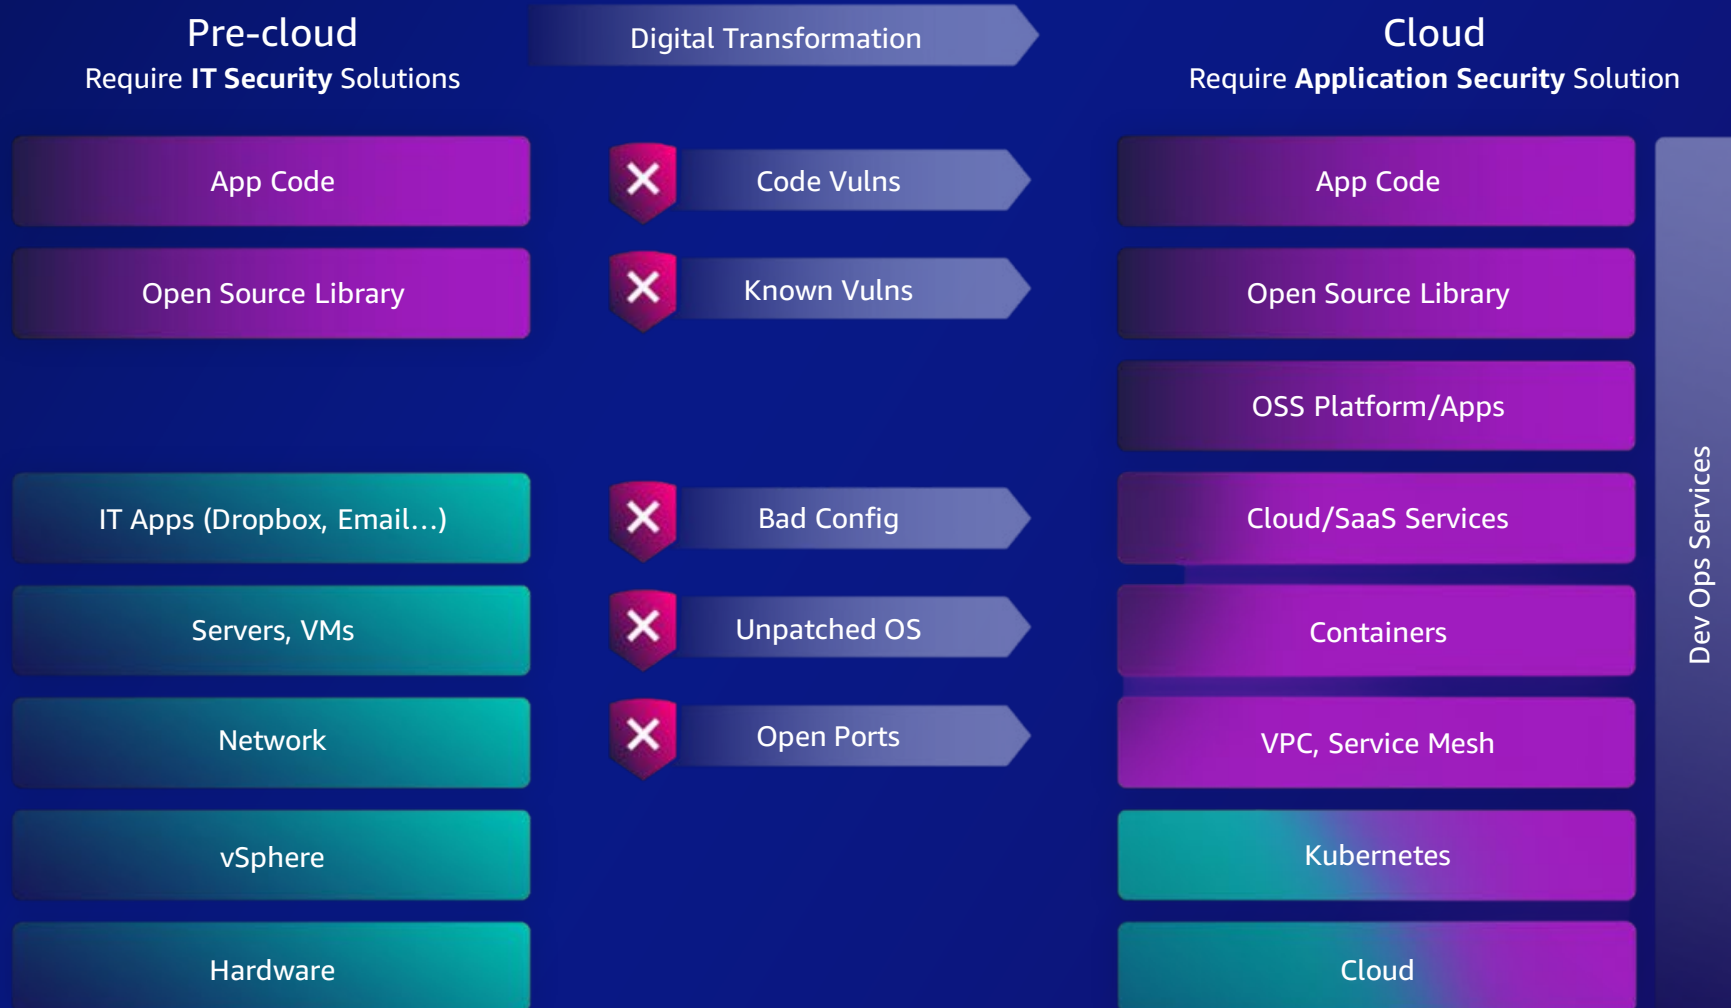 Pre-cloud
Require IT Security Solutions
Digital Transformation
Cloud
Require Application Security Solution
App Code
Code Vulns
App Code
Open Source Library
Known Vulns
Open Source Library
OSS Platform/Apps
IT Apps (Dropbox, Email...)
Bad Config
Cloud/SaaS Services
Servers, VMs
Unpatched OS
Containers
Network
Open Ports
VPC, Service Mesh
vSphere
Kubernetes
Hardware
Cloud
Dev Ops Services